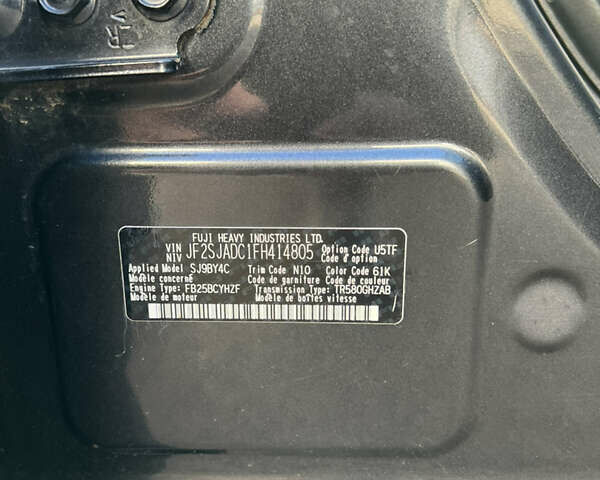 FUJI HEAVY INDUSTRIES LTD.
VIN NIV JF2SJADC1FH414805 Option Code U5TF
Code d'option
Applied Model SJ9BY4C Trim Code N10 Color Code 61K
Modèle concerné Code de garniture Code de couleur
Engine Type: FB25BCYHZF Transmission Type: TR580GHZAB
Modèle de moteur Modèle de boîtes vitesse